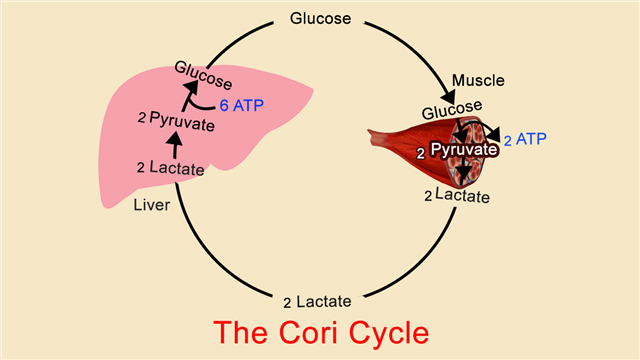 Glucose
Muscle
Glucose
2 ATP
2 Pyruvate
2 Lactate
2 Lactate
Liver
2 Lactate
2 Pyruvate
6 ATP
Glucose
The Cori Cycle